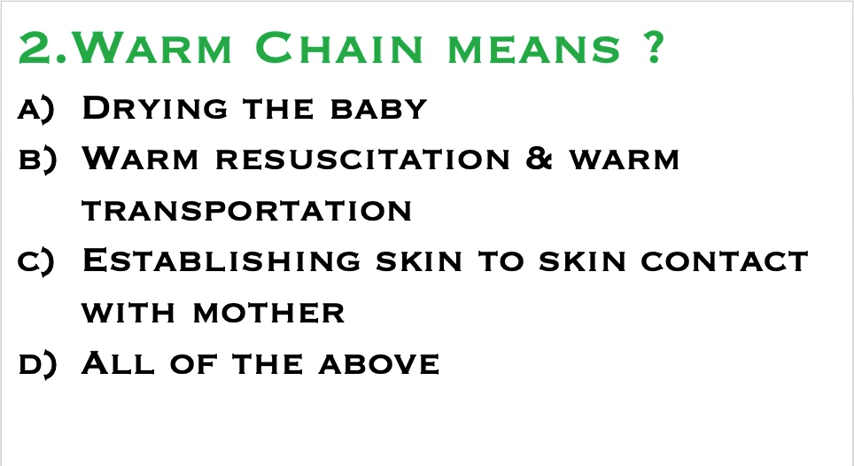 2.Warm Chain means ?
a) Drying the baby
b) Warm resuscitation & warm
transportation
c) Establishing skin to skin contact
with mother
d) All of the above